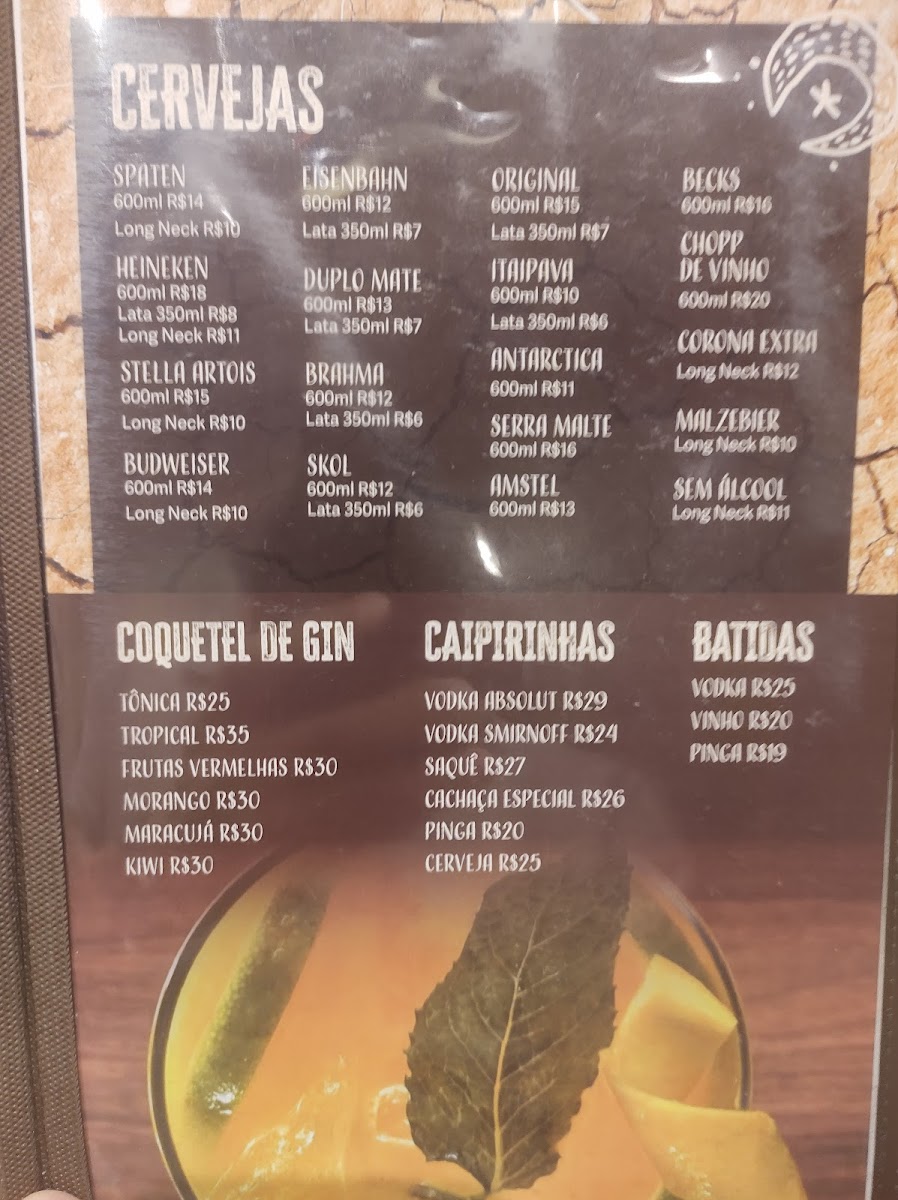 CERVEJAS
SPATEN
600ml R$14
Long Neck R$10
HEINEKEN
600ml R$18
Lata 350ml R$8
Long Neck R$11
STELLA ARTOIS
600ml R$15
Long Neck R$10
BUDWEISER
600ml R$14
Long Neck R$10
EISENBAHN
600ml R$12
Lata 350ml R$7
DUPLO MATE
600ml R$13
Lata 350ml R$7
BRAHMA
600ml R$12
Lata 350ml R$6
SKOL
600ml R$12
Lata 350ml R$6
ORIGINAL
600ml R$15
Lata 350ml R$7
ITAIPAVA
600ml R$10
Lata 350ml R$6
ANTARCTICA
600ml R$11
SERRA MALTE
600ml R$16
AMSTEL
600ml R$13
BECKS
600ml R$16
CHOPP
DE VINHO
600ml R$20
CORONA EXTRA
Long Neck R$12
MALZEBIER
Long Neck R$10
SEM ÁLCOOL
Long Neck R$11
COQUETEL DE GIN
TÔNICA R$25
TROPICAL R$35
FRUTAS VERMELHAS R$30
MORANGO R$30
MARACUJÁ R$30
KIWI R$30
CAIPIRINHAS
VODKA ABSOLUT R$29
VODKA SMIRNOFF R$24
SAQUÊ R$27
CACHAÇA ESPECIAL R$26
PINGA R$20
CERVEJA R$25
BATIDAS
VODKA R$25
VINHO R$20
PINGA R$19